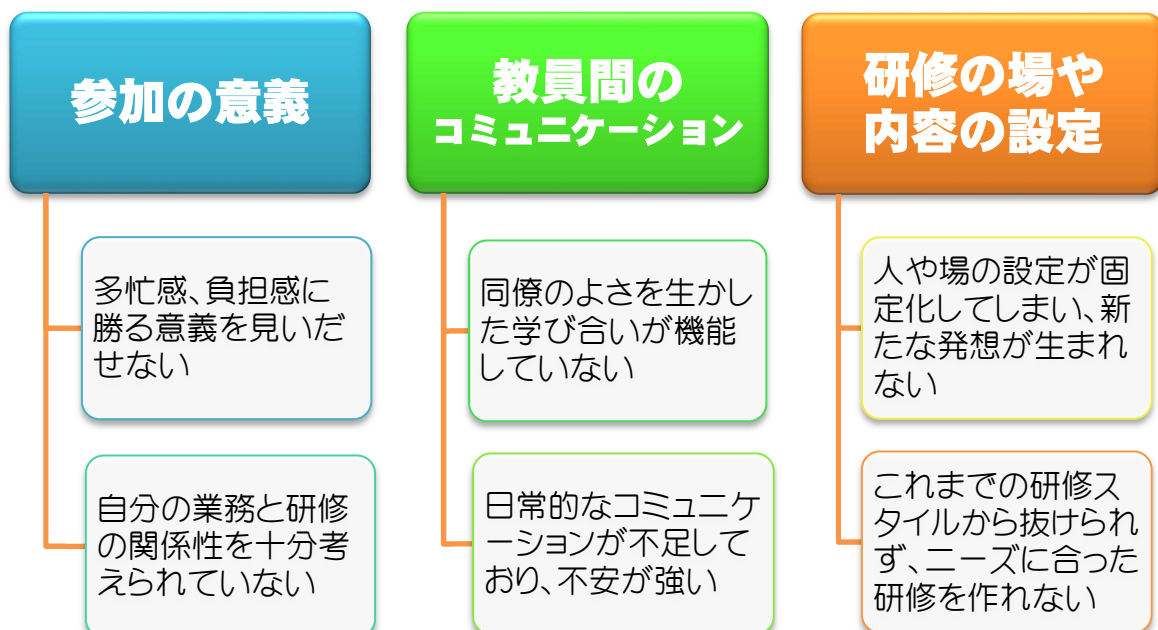 参加の意義
多忙感、負担感に
勝る意義を見いだ
せない
自分の業務と研修
の関係性を十分考
えられていない
教員間の
コミュニケーション
同僚のよさを生かし
た学び合いが機能
していない
日常的なコミュニケ
ーションが不足して
おり、不安が強い
研修の場や
内容の設定
人や場の設定が固
定化してしまい、新
たな発想が生まれ
ない
これまでの研修ス
タイルから抜けられ
ず、ニーズに合った
研修を作れない